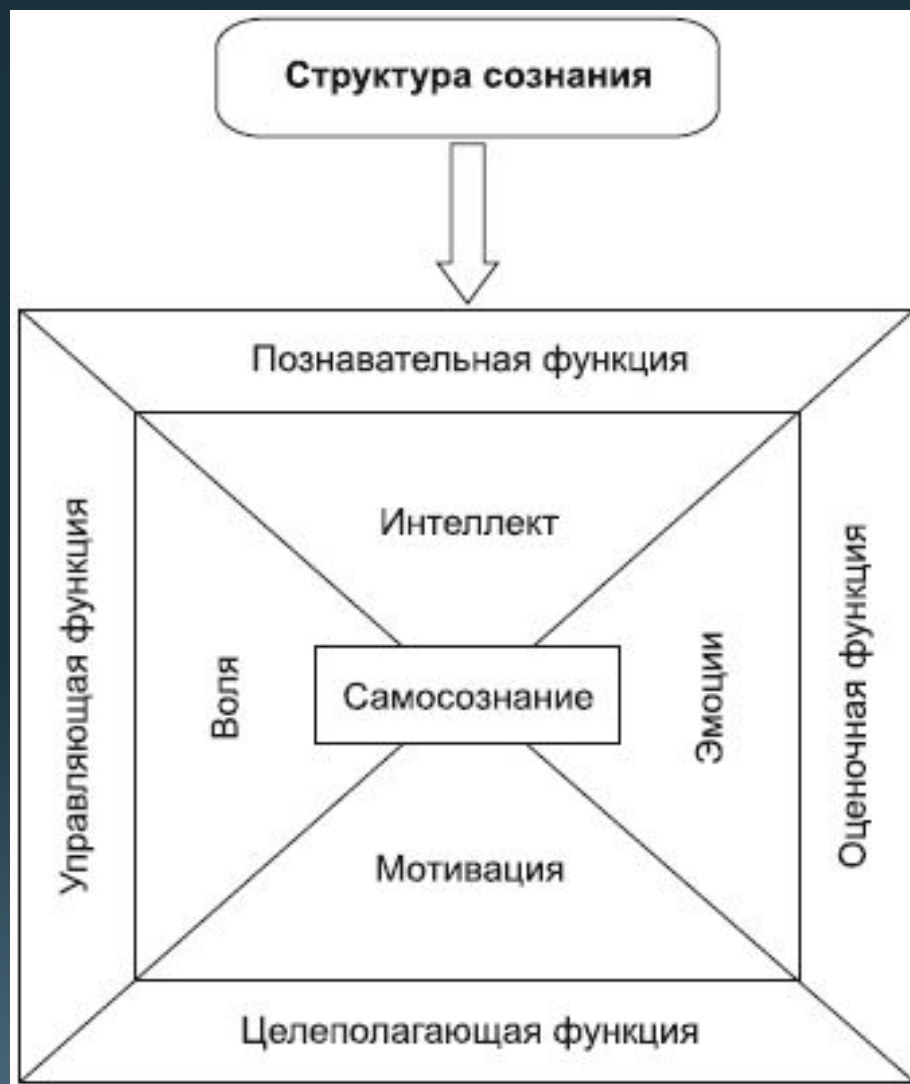 Структура сознания
Познавательная функция
Интеллект
Управляющая функция
Воля
Самосознание
Эмоции
Оценочная функция
Мотивация
Целеполагающая функция